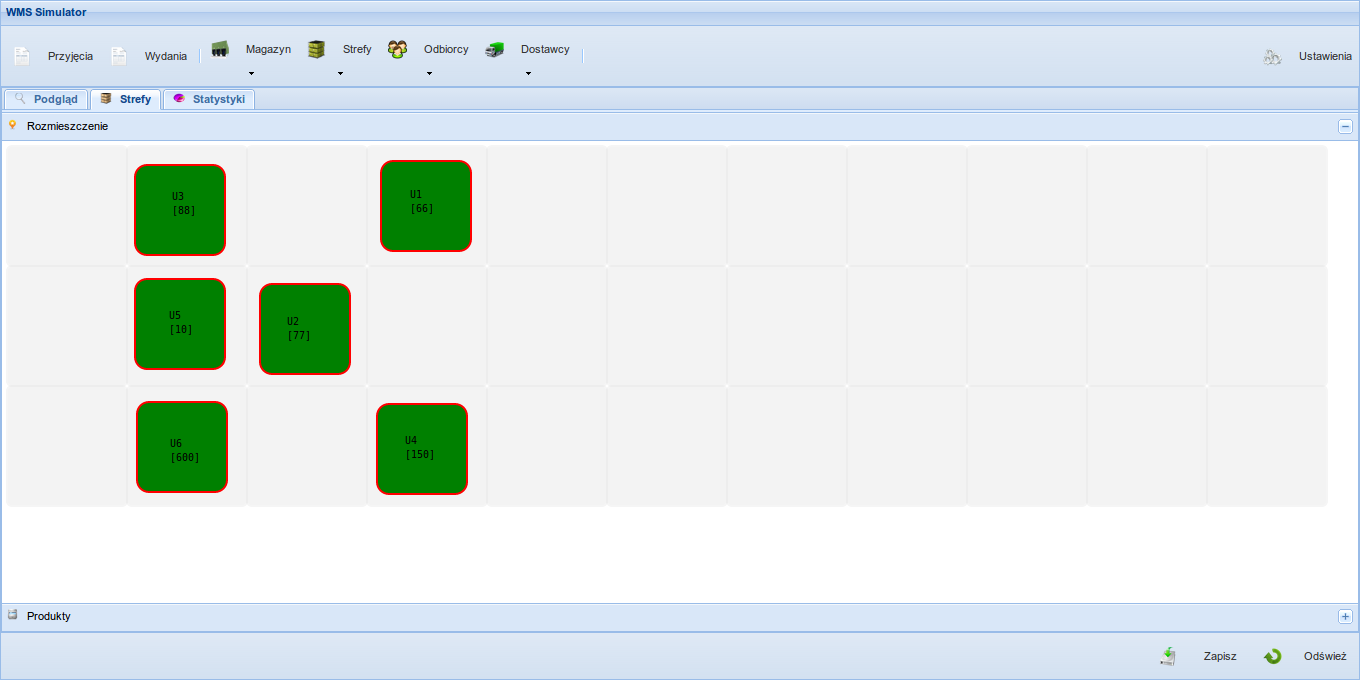 WMS Simulator
Przyjęcia Wydania Magazyn Strefy Odbiorcy Dostawcy Ustawienia
Podgląd Strefy Statystyki
Rozmieszczenie
U3
[88]
U1
[66]
U5
[10]
U2
[77]
U6
[600]
U4
[150]
Produkty
Zapisz Odśwież